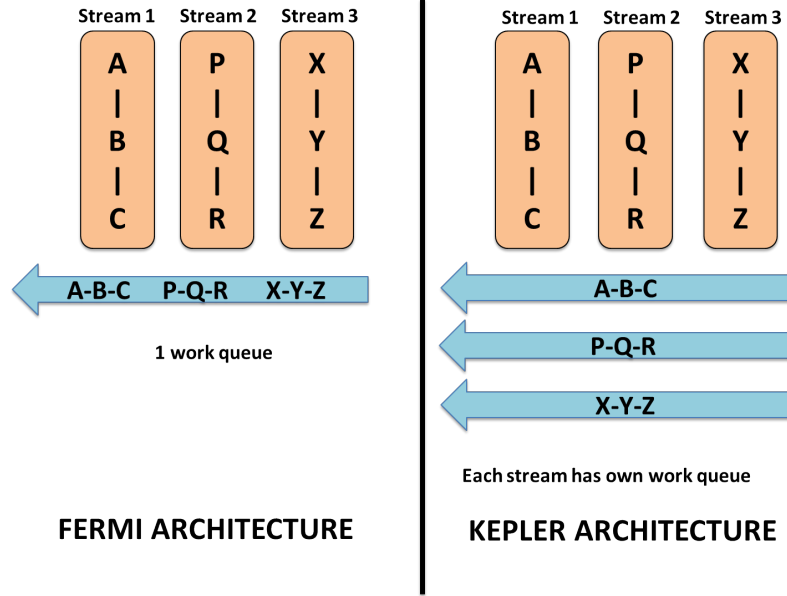 Stream 1 Stream 2 Stream 3
A P X
| | |
B Q Y
| | |
C R Z
A-B-C P-Q-R X-Y-Z
1 work queue
FERMI ARCHITECTURE
Stream 1 Stream 2 Stream 3
A P X
| | |
B Q Y
| | |
C R Z
A-B-C
P-Q-R
X-Y-Z
Each stream has own work queue
KEPLER ARCHITECTURE